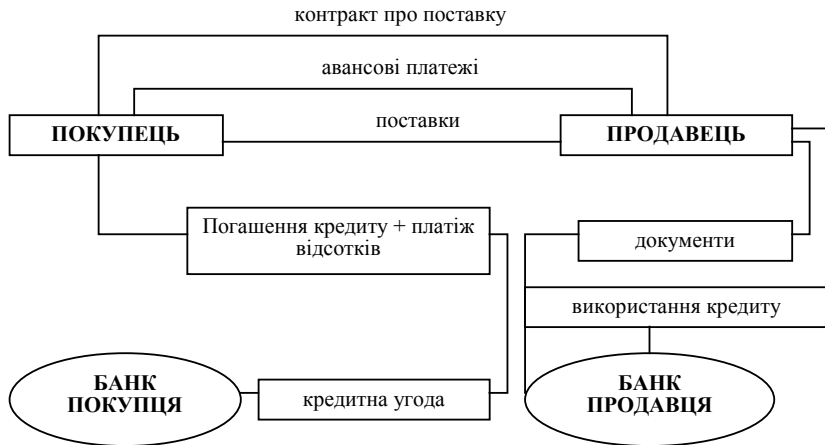 контракт про поставку
авансові платежі
ПОКУПЕЦЬ
поставки
ПРОДАВЕЦЬ
Погашення кредиту + платіж
відсотків
документи
використання кредиту
БАНК
ПОКУПЦЯ
кредитна угода
БАНК
ПРОДАВЦЯ